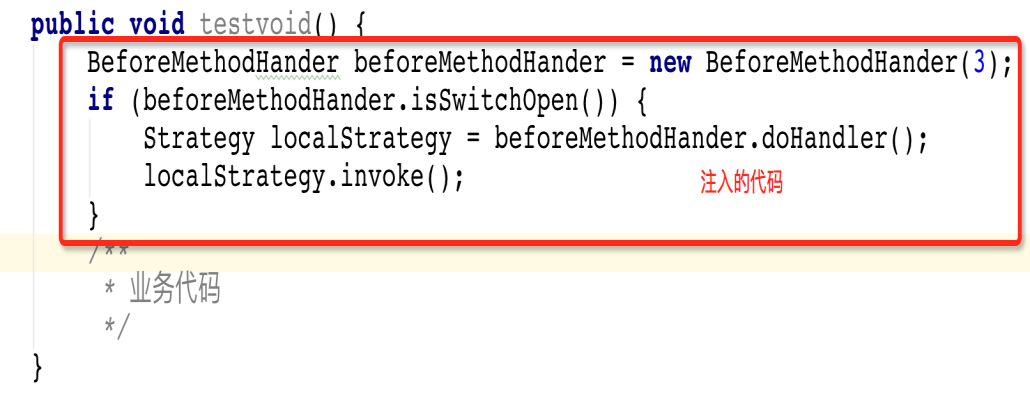 public void testvoid() {
BeforeMethodHander beforeMethodHander = new BeforeMethodHander(3);
if (beforeMethodHander.isSwitchOpen()) {
Strategy localStrategy = beforeMethodHander.doHandler();
localStrategy.invoke();
注入的代码
}
/**
* 业务代码
*/
}